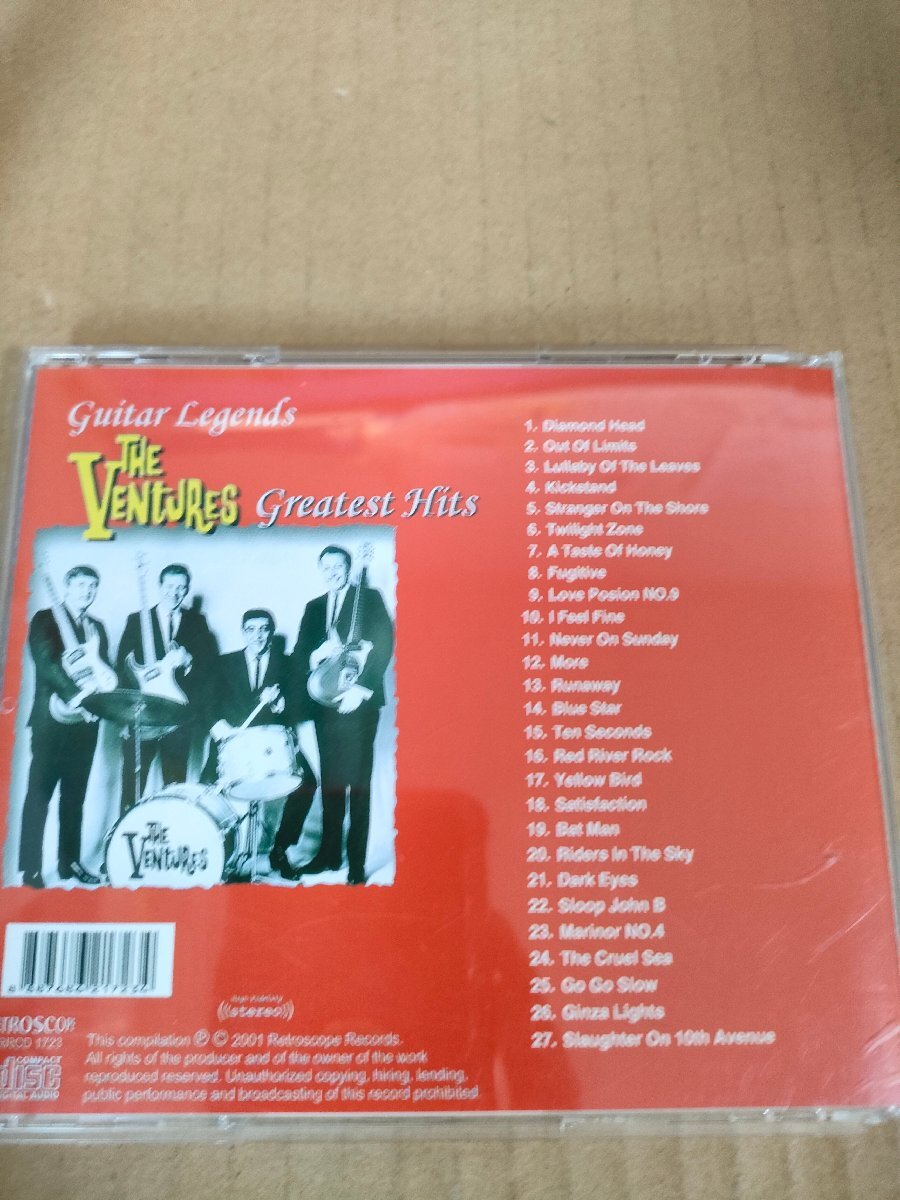 Guitar Legends
THE VENTURES Greatest Hits
THE
VENTURES
1. Diamond Head
2. Out Of Limits
3. Lullaby Of The Leaves
4. Kickstand
5. Stranger On The Shore
6. Twilight Zone
7. A Taste Of Honey
8. Fugitive
9. Love Posion NO.9
10. I Feel Fine
11. Never On Sunday
12. More
13. Runaway
14. Blue Star
15. Ten Seconds
16. Red River Rock
17. Yellow Bird
18. Satisfaction
19. Bat Man
20. Riders In The Sky
21. Dark Eyes
22. Sloop John B
23. Marinor NO.4
24. The Cruel Sea
25. Go Go Slow
26. Ginza Lights
27. Slaughter On 10th Avenue
((stereo))
This compilation ℗ © 2001 Retroscope Records.
All rights of the producer and of the owner of the work
reproduced reserved. Unauthorized copying, hiring, lending,
public performance and broadcasting of this record prohibited.
COMPACT
disc
DIGITAL AUDIO